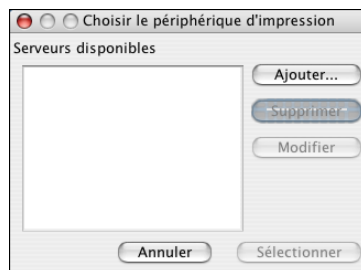 Choisir le périphérique d'impression
Serveurs disponibles
Ajouter...
Supprimer
Modifier
Annuler
Sélectionner